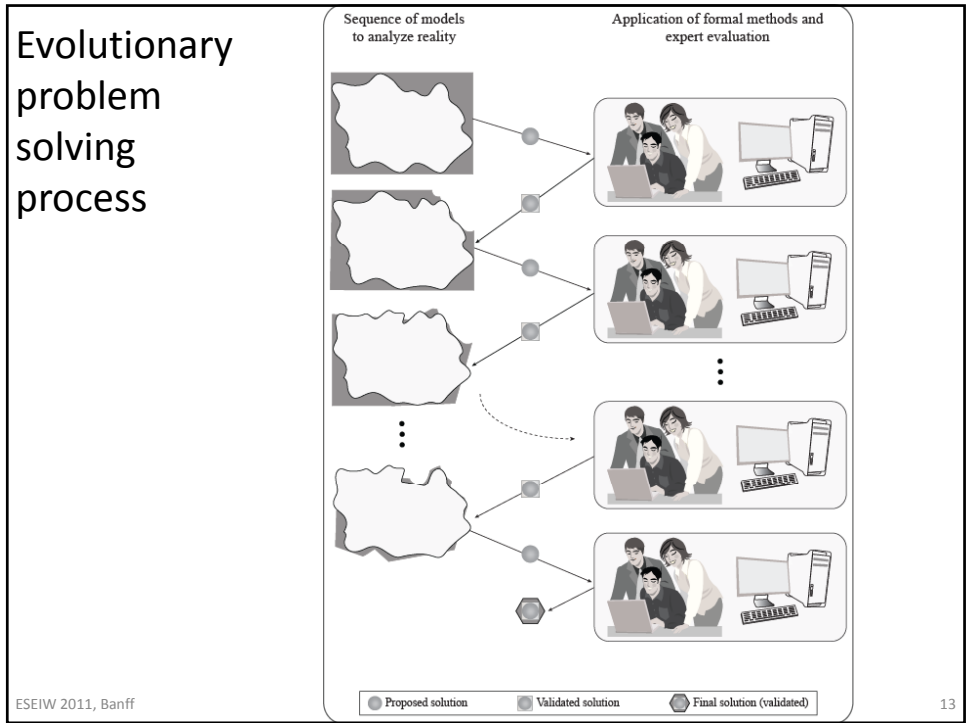 Evolutionary
problem
solving
process
Sequence of models
to analyze reality
Application of formal methods and
expert evaluation
Proposed solution
Validated solution
Final solution (validated)
ESEIW 2011, Banff
13